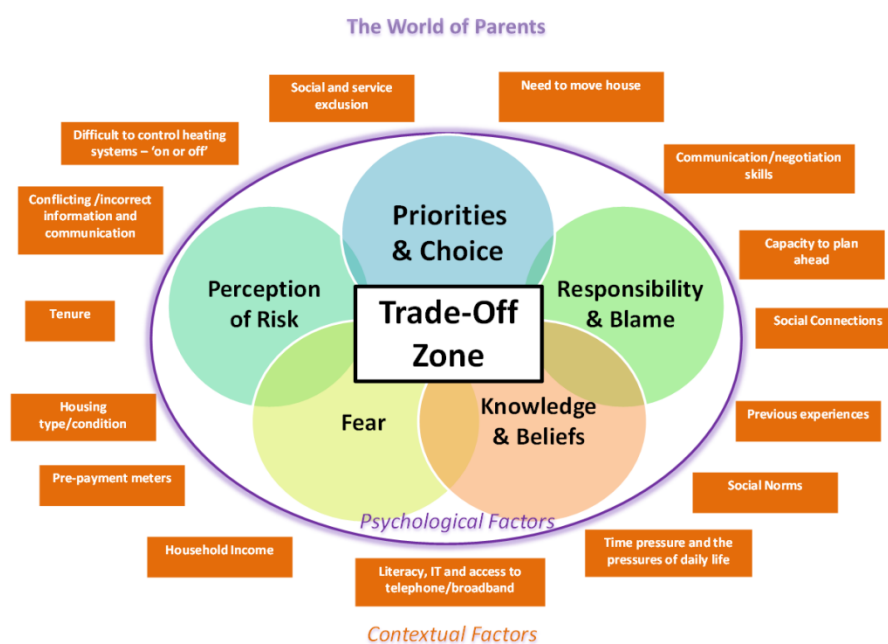 The World of Parents
Social and service
exclusion
Need to move house
Difficult to control heating
systems – 'on or off'
Communication/negotiation
skills
Conflicting /incorrect
information and
communication
Priorities
& Choice
Capacity to plan
ahead
Perception
of Risk
Responsibility
& Blame
Tenure
Trade-Off
Zone
Social Connections
Housing
type/condition
Fear
Knowledge
& Beliefs
Previous experiences
Pre-payment meters
Social Norms
Psychological Factors
Household Income
Time pressure and the
pressures of daily life
Literacy, IT and access to
telephone/broadband
Contextual Factors